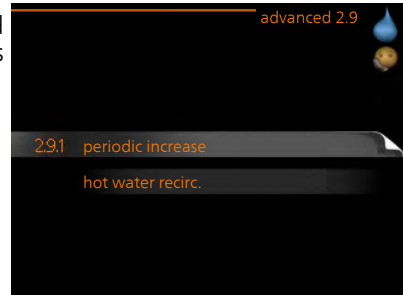 advanced 2.9
2.9.1 periodic increase
hot water recirc.